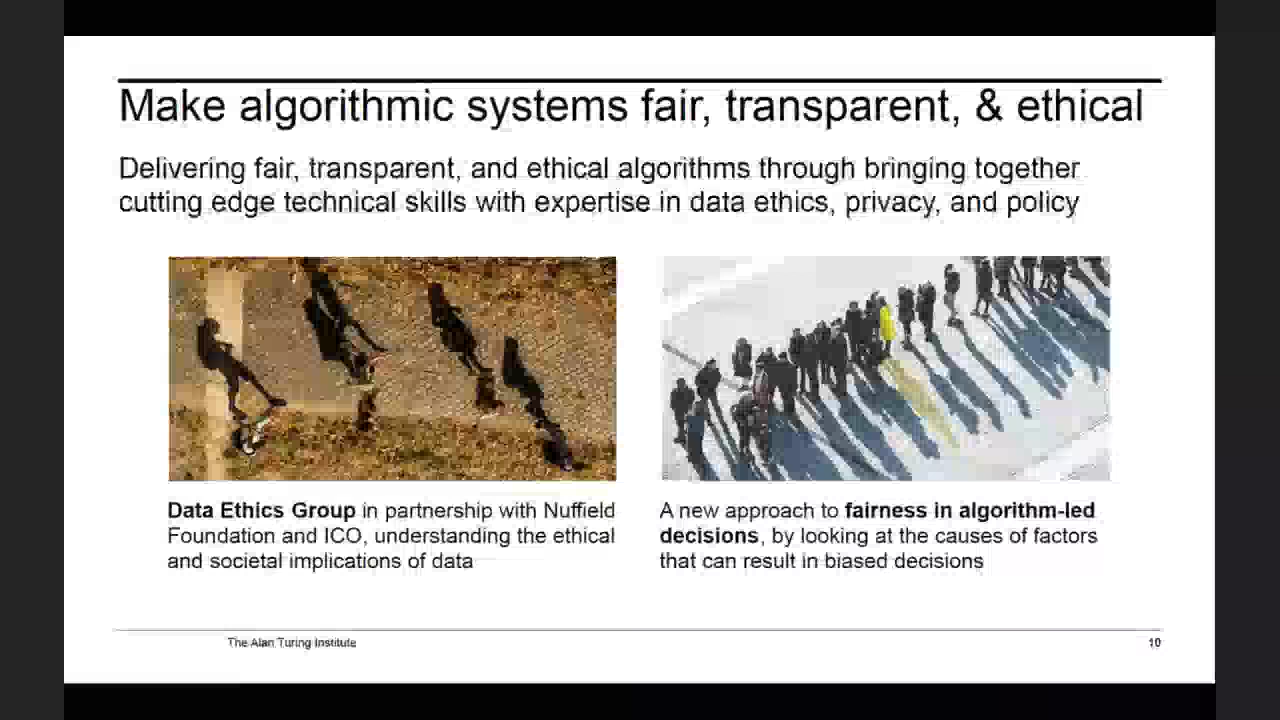 Make algorithmic systems fair, transparent, & ethical
Delivering fair, transparent, and ethical algorithms through bringing together
cutting edge technical skills with expertise in data ethics, privacy, and policy
Data Ethics Group in partnership with Nuffield
Foundation and ICO, understanding the ethical
and societal implications of data
A new approach to fairness in algorithm-led
decisions, by looking at the causes of factors
that can result in biased decisions
The Alan Turing Institute
10